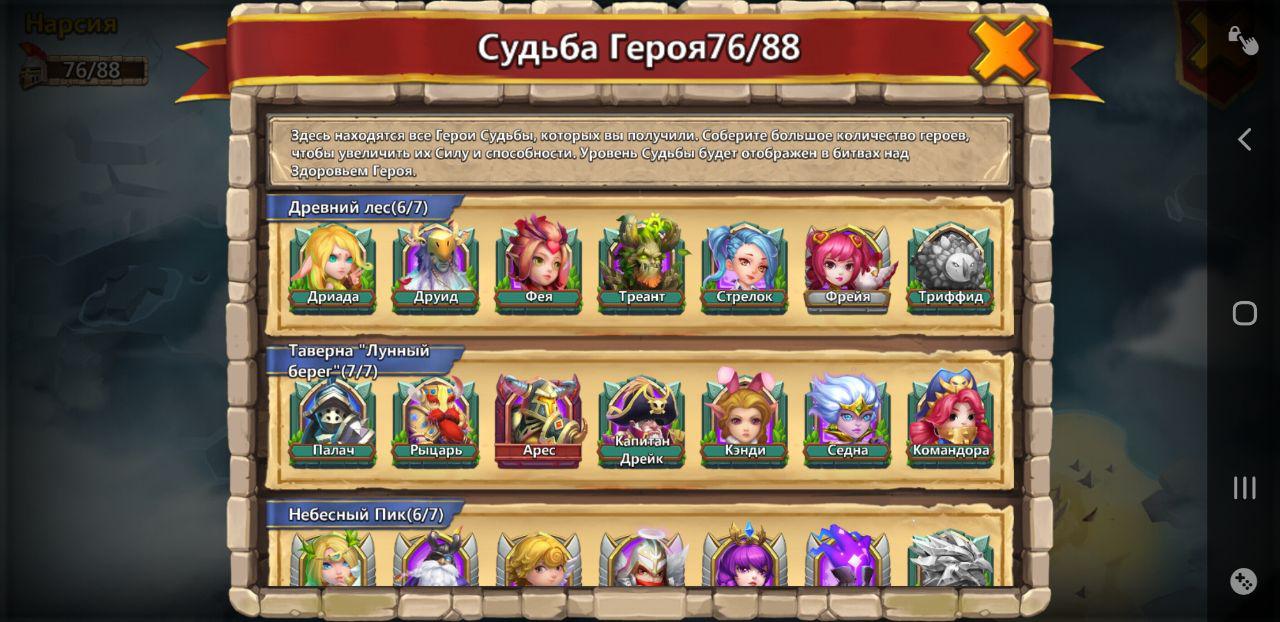 Нарсия
76/88
Судьба Героя76/88
Здесь находятся все Герои Судьбы, которых вы получили. Соберите большое количество героев,
чтобы увеличить их Силу и способности. Уровень Судьбы будет отображен в битвах над
Здоровьем Героя.
Древний лес(6/7)
Дриада Друид Фея Треант Стрелок Фрейя Триффид
Таверна "Лунный
берег"(7/7)
Палач Рыцарь Арес Капитан Дрейк Кэнди Седна Командора
Небесный Пик(6/7)